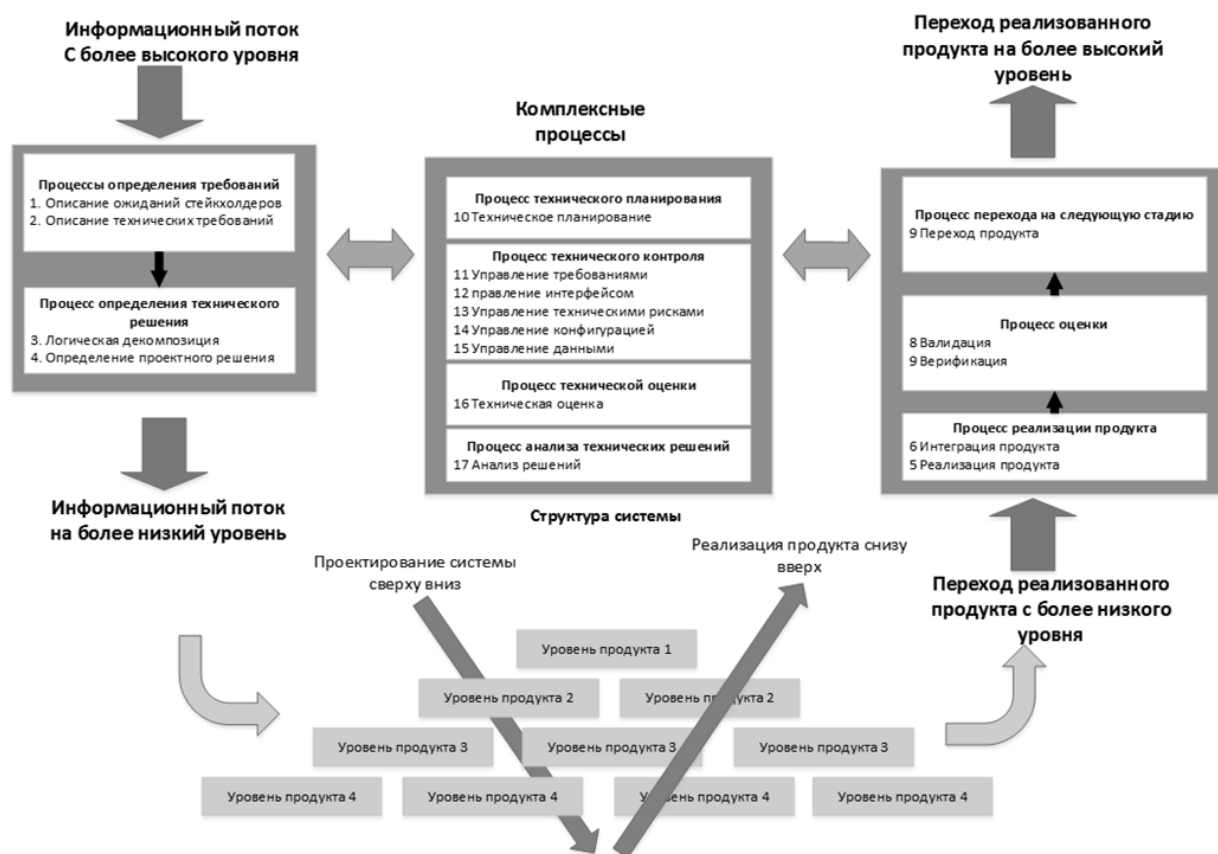 Информационный поток
С более высокого уровня
Процессы определения требований
1. Описание ожиданий стейкхолдеров
2. Описание технических требований
Процесс определения технического
решения
3. Логическая декомпозиция
4. Определение проектного решения
Информационный поток
на более низкий уровень
Комплексные
процессы
Процесс технического планирования
10 Техническое планирование
Процесс технического контроля
11 Управление требованиями
12 правление интерфейсом
13 Управление техническими рисками
14 Управление конфигурацией
15 Управление данными
Процесс технической оценки
16 Техническая оценка
Процесс анализа технических решений
17 Анализ решений
Переход реализованного
продукта на более высокий
уровень
Процесс перехода на следующую стадию
9 Переход продукта
Процесс оценки
8 Валидация
9 Верификация
Процесс реализации продукта
6 Интеграция продукта
5 Реализация продукта
Переход реализованного
продукта с более низкого
уровня
Структура системы
Проектирование системы
сверху вниз
Реализация продукта снизу
вверх
Уровень продукта 1
Уровень продукта 2
Уровень продукта 2
Уровень продукта 3
Уровень продукта 3
Уровень продукта 3
Уровень продукта 4
Уровень продукта 4
Уровень продукта 4
Уровень продукта 4